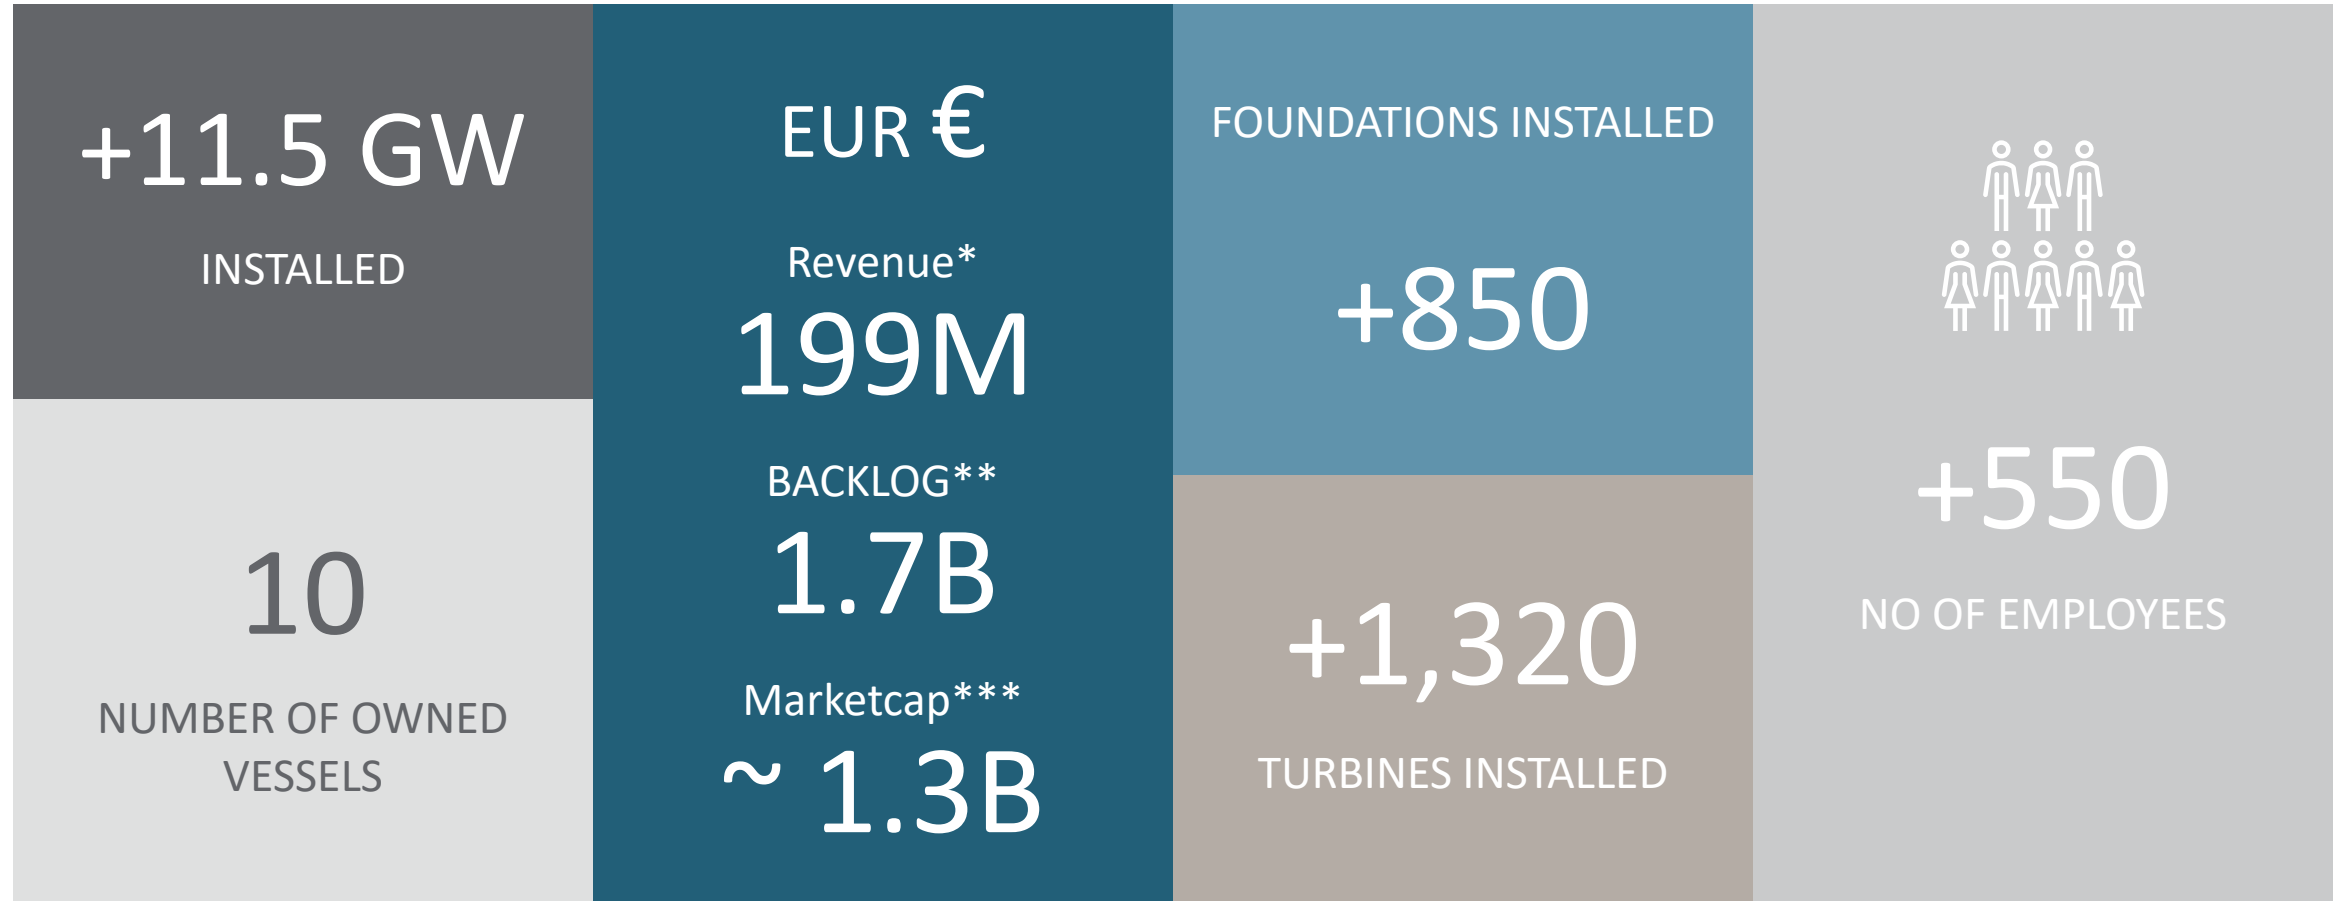 +11.5 GW
INSTALLED
10
NUMBER OF OWNED
VESSELS
EUR €
Revenue*
199M
BACKLOG**
1.7B
Marketcap***
~ 1.3B
FOUNDATIONS INSTALLED
+850
+1,320
TURBINES INSTALLED
+550
NO OF EMPLOYEES